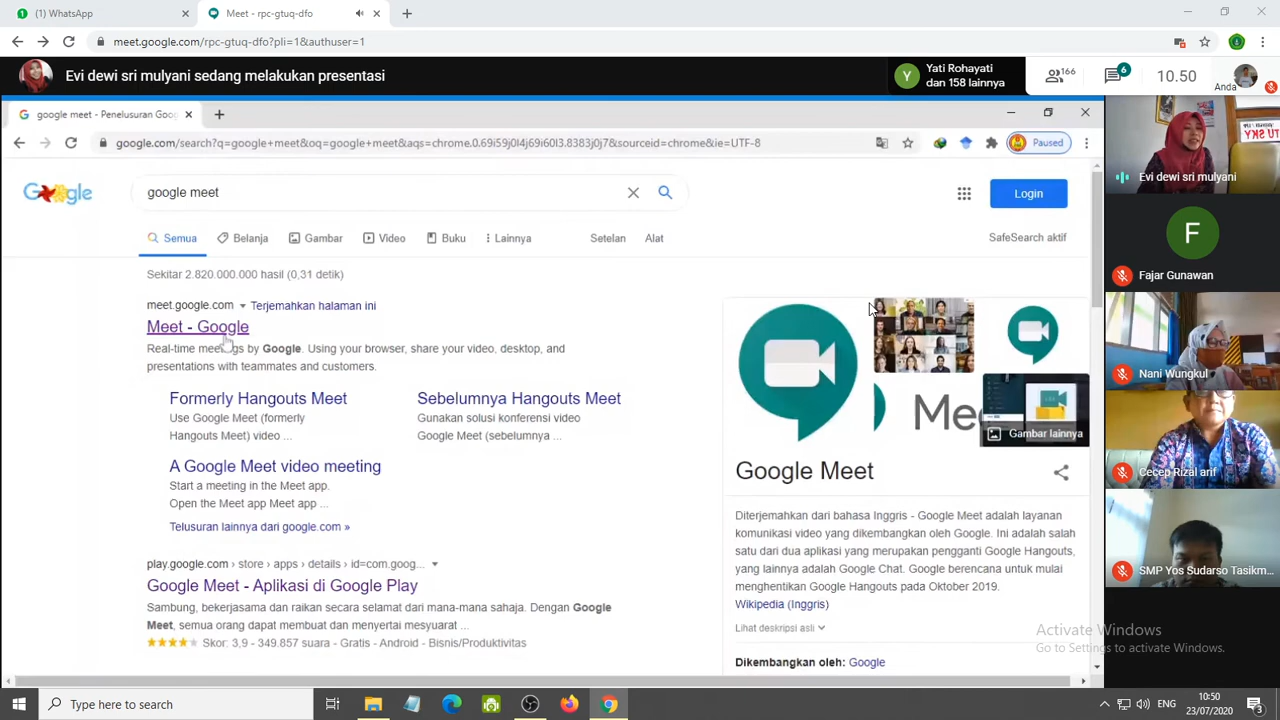 (1) WhatsApp
Meet - rpc-gtuq-dfo
meet.google.com/rpc-gtuq-dfo?pli=1&authuser=1
Evi dewi sri mulyani sedang melakukan presentasi
Y
Yati Rohayati
dan 158 lainnya
166
6
10.50
Anda
google meet - Penelusuran Goog
google.com/search?q=google+meet&oq=google+meet&aqs=chrome.0.69i59j0l4j69i60l3.8383j0j7&sourceid=chrome&ie=UTF-8
Paused
Google
google meet
Login
Semua
Belanja
Gambar
Video
Buku
Lainnya
Setelan
Alat
SafeSearch aktif
Sekitar 2.820.000.000 hasil (0,31 detik)
meet.google.com
Terjemahkan halaman ini
Meet - Google
Real-time meetings by Google. Using your browser, share your video, desktop, and
presentations with teammates and customers.
Formerly Hangouts Meet
Use Google Meet (formerly
Hangouts Meet) video ...
Sebelumnya Hangouts Meet
Gunakan solusi konferensi video
Google Meet (sebelumnya ...
A Google Meet video meeting
Start a meeting in the Meet app.
Open the Meet app Meet app ...
Telusuran lainnya dari google.com »
play.google.com › store › apps › details › id=com.goog...
Google Meet - Aplikasi di Google Play
Sambung, bekerjasama dan raikan secara selamat dari mana-mana sahaja. Dengan Google
Meet, semua orang dapat membuat dan menyertai mesyuarat ...
Skor: 3,9 - 349.857 suara - Gratis - Android - Bisnis/Produktivitas
Mee
Gambar lainnya
Google Meet
Diterjemahkan dari bahasa Inggris - Google Meet adalah layanan
komunikasi video yang dikembangkan oleh Google. Ini adalah salah
satu dari dua aplikasi yang merupakan pengganti Google Hangouts,
yang lainnya adalah Google Chat. Google berencana untuk mulai
menghentikan Google Hangouts pada Oktober 2019.
Wikipedia (Inggris)
Lihat deskripsi asli
Dikembangkan oleh: Google
TU SKY
Evi dewi sri mulyani
F
Fajar Gunawan
Nani Wungkul
Cecep Rizal arif
SMP Yos Sudarso Tasikm...
Activate Windows
Go to Settings to activate Windows.
Type here to search
ENG
10:50
23/07/2020
3